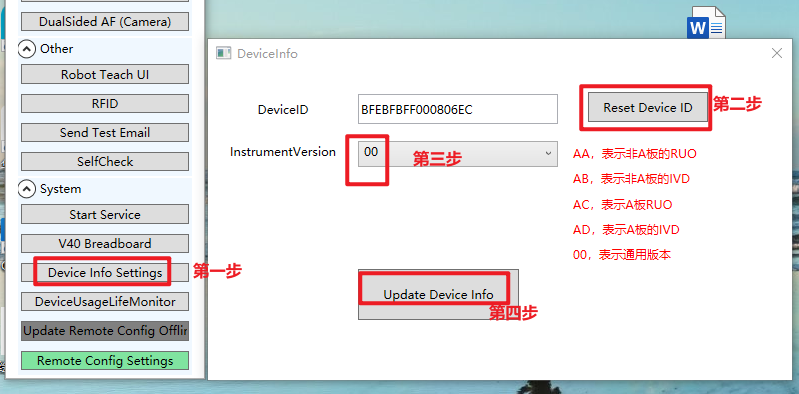 DualSided AF (Camera)
Other
Robot Teach UI
RFID
Send Test Email
SelfCheck
System
Start Service
V40 Breadboard
Device Info Settings
第一步
DeviceUsageLifeMonitor
Update Remote Config Offlin
Remote Config Settings
W
DeviceInfo
DeviceID
BFEBFBFF000806EC
Reset Device ID
第二步
InstrumentVersion
00
第三步
AA，表示非A板的RUO
AB，表示非A板的IVD
AC，表示A板RUO
AD，表示A板的IVD
00，表示通用版本
Update Device Info
第四步